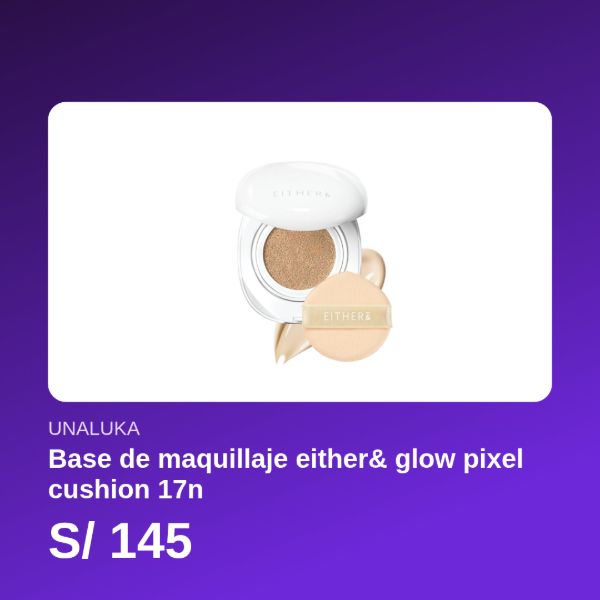 EITHER&
EITHER&
UNALUKA
Base de maquillaje either& glow pixel
cushion 17n
S/ 145